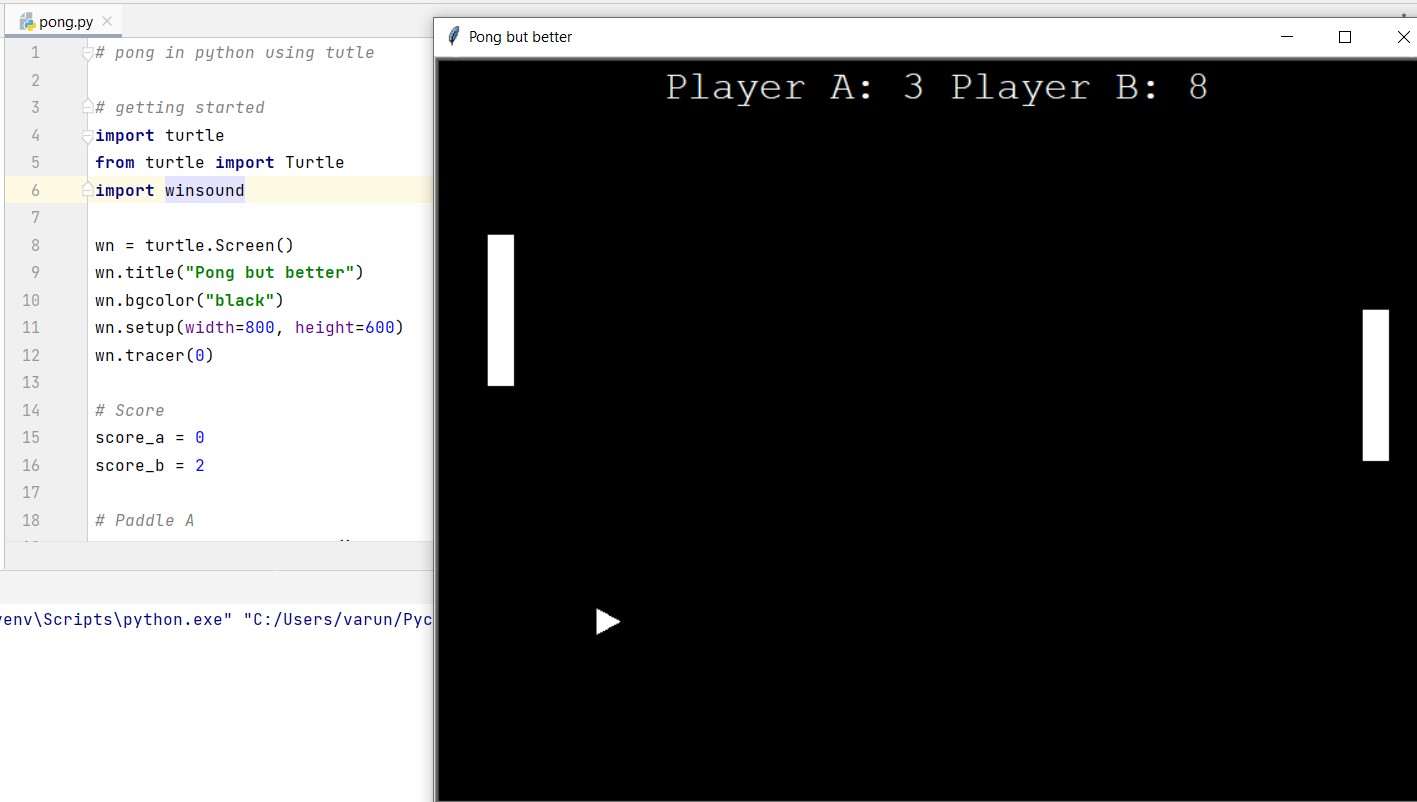 pong.py
1 # pong in python using tutle
2
3 # getting started
4 import turtle
5 from turtle import Turtle
6 import winsound
7
8 wn = turtle.Screen()
9 wn.title("Pong but better")
10 wn.bgcolor("black")
11 wn.setup(width=800, height=600)
12 wn.tracer(0)
13
14 # Score
15 score_a = 0
16 score_b = 2
17
18 # Paddle A
venv\Scripts\python.exe" "C:/Users/varun/Pyc
Pong but better
Player A: 3 Player B: 8